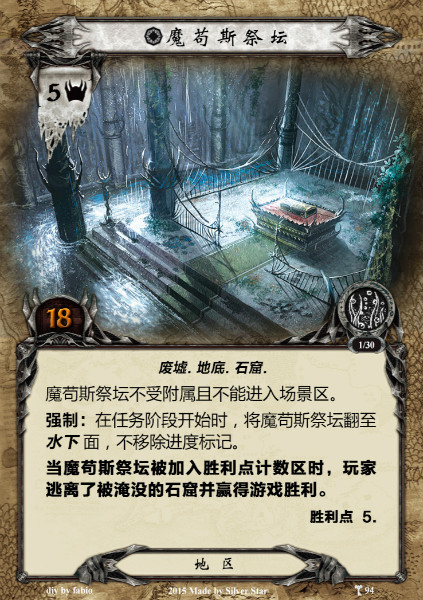 魔苟斯祭坛
5
18
1/30
废墟. 地底. 石窟.
魔苟斯祭坛不受附属且不能进入场景区。
强制：在任务阶段开始时，将魔苟斯祭坛翻至
水下 面，不移除进度标记。
当魔苟斯祭坛被加入胜利点计数区时，玩家
逃离了被淹没的石窟并赢得游戏胜利。
胜利点 5.
地 区
diy by fabio
2015 Made by Silver Star
94